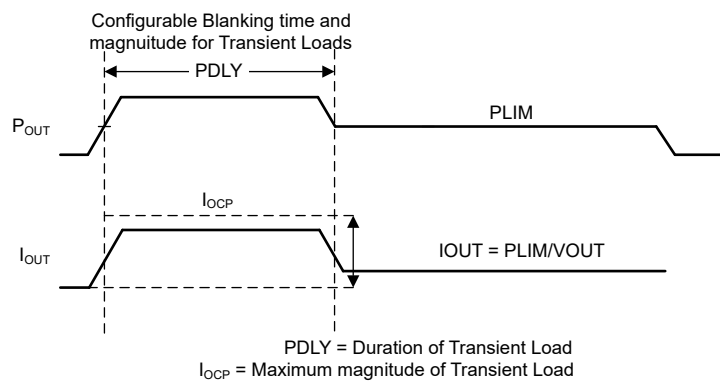 Configurable Blanking time and
magnuitude for Transient Loads
PDLY
POUT
PLIM
IOCP
IOUT
IOUT = PLIM/VOUT
PDLY = Duration of Transient Load
IOCP = Maximum magnitude of Transient Load